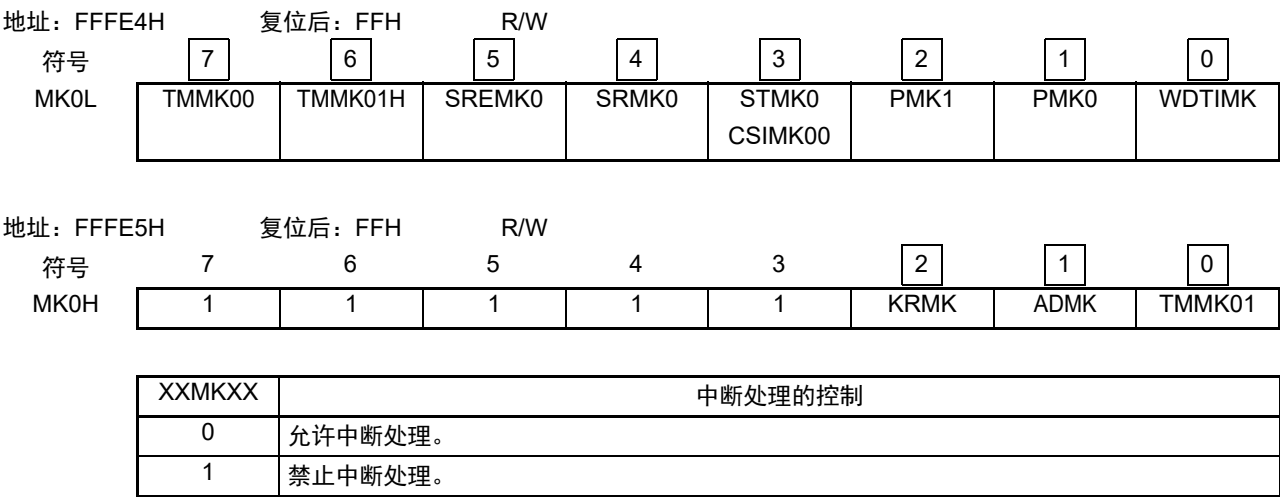 地址：FFFE4H 复位后：FFH R/W
符号 7 6 5 4 3 2 1 0
MK0L TMMK00 TMMK01H SREMK0 SRMK0 STMK0 PMK1 PMK0 WDTIMK
CSIMK00
地址：FFFE5H 复位后：FFH R/W
符号 7 6 5 4 3 2 1 0
MK0H 1 1 1 1 1 KRMK ADMK TMMK01
XXMKXX 中断处理的控制
0 允许中断处理。
1 禁止中断处理。